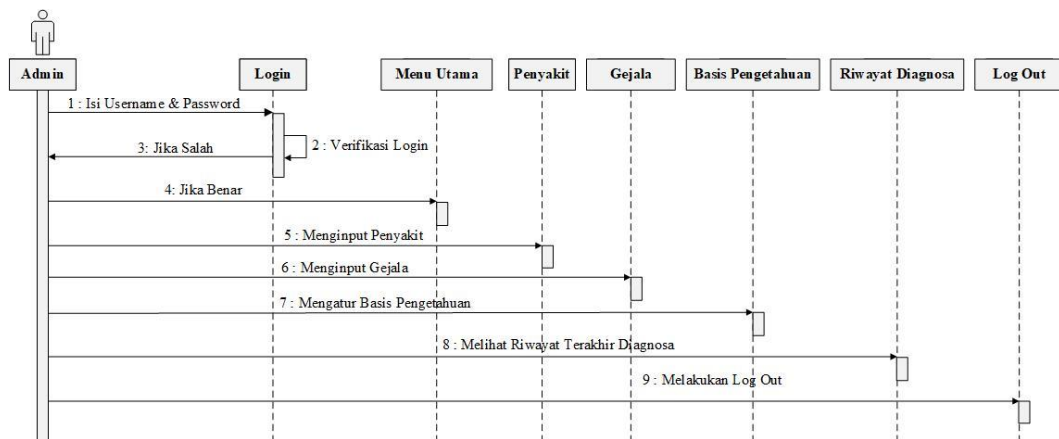 Admin
Login
Menu Utama
Penyakit
Gejala
Basis Pengetahuan
Riwayat Diagnosa
Log Out
1 : Isi Username & Password
2 : Verifikasi Login
3: Jika Salah
4: Jika Benar
5 : Menginput Penyakit
6 : Menginput Gejala
7 : Mengatur Basis Pengetahuan
8 : Melihat Riwayat Terakhir Diagnosa
9 : Melakukan Log Out